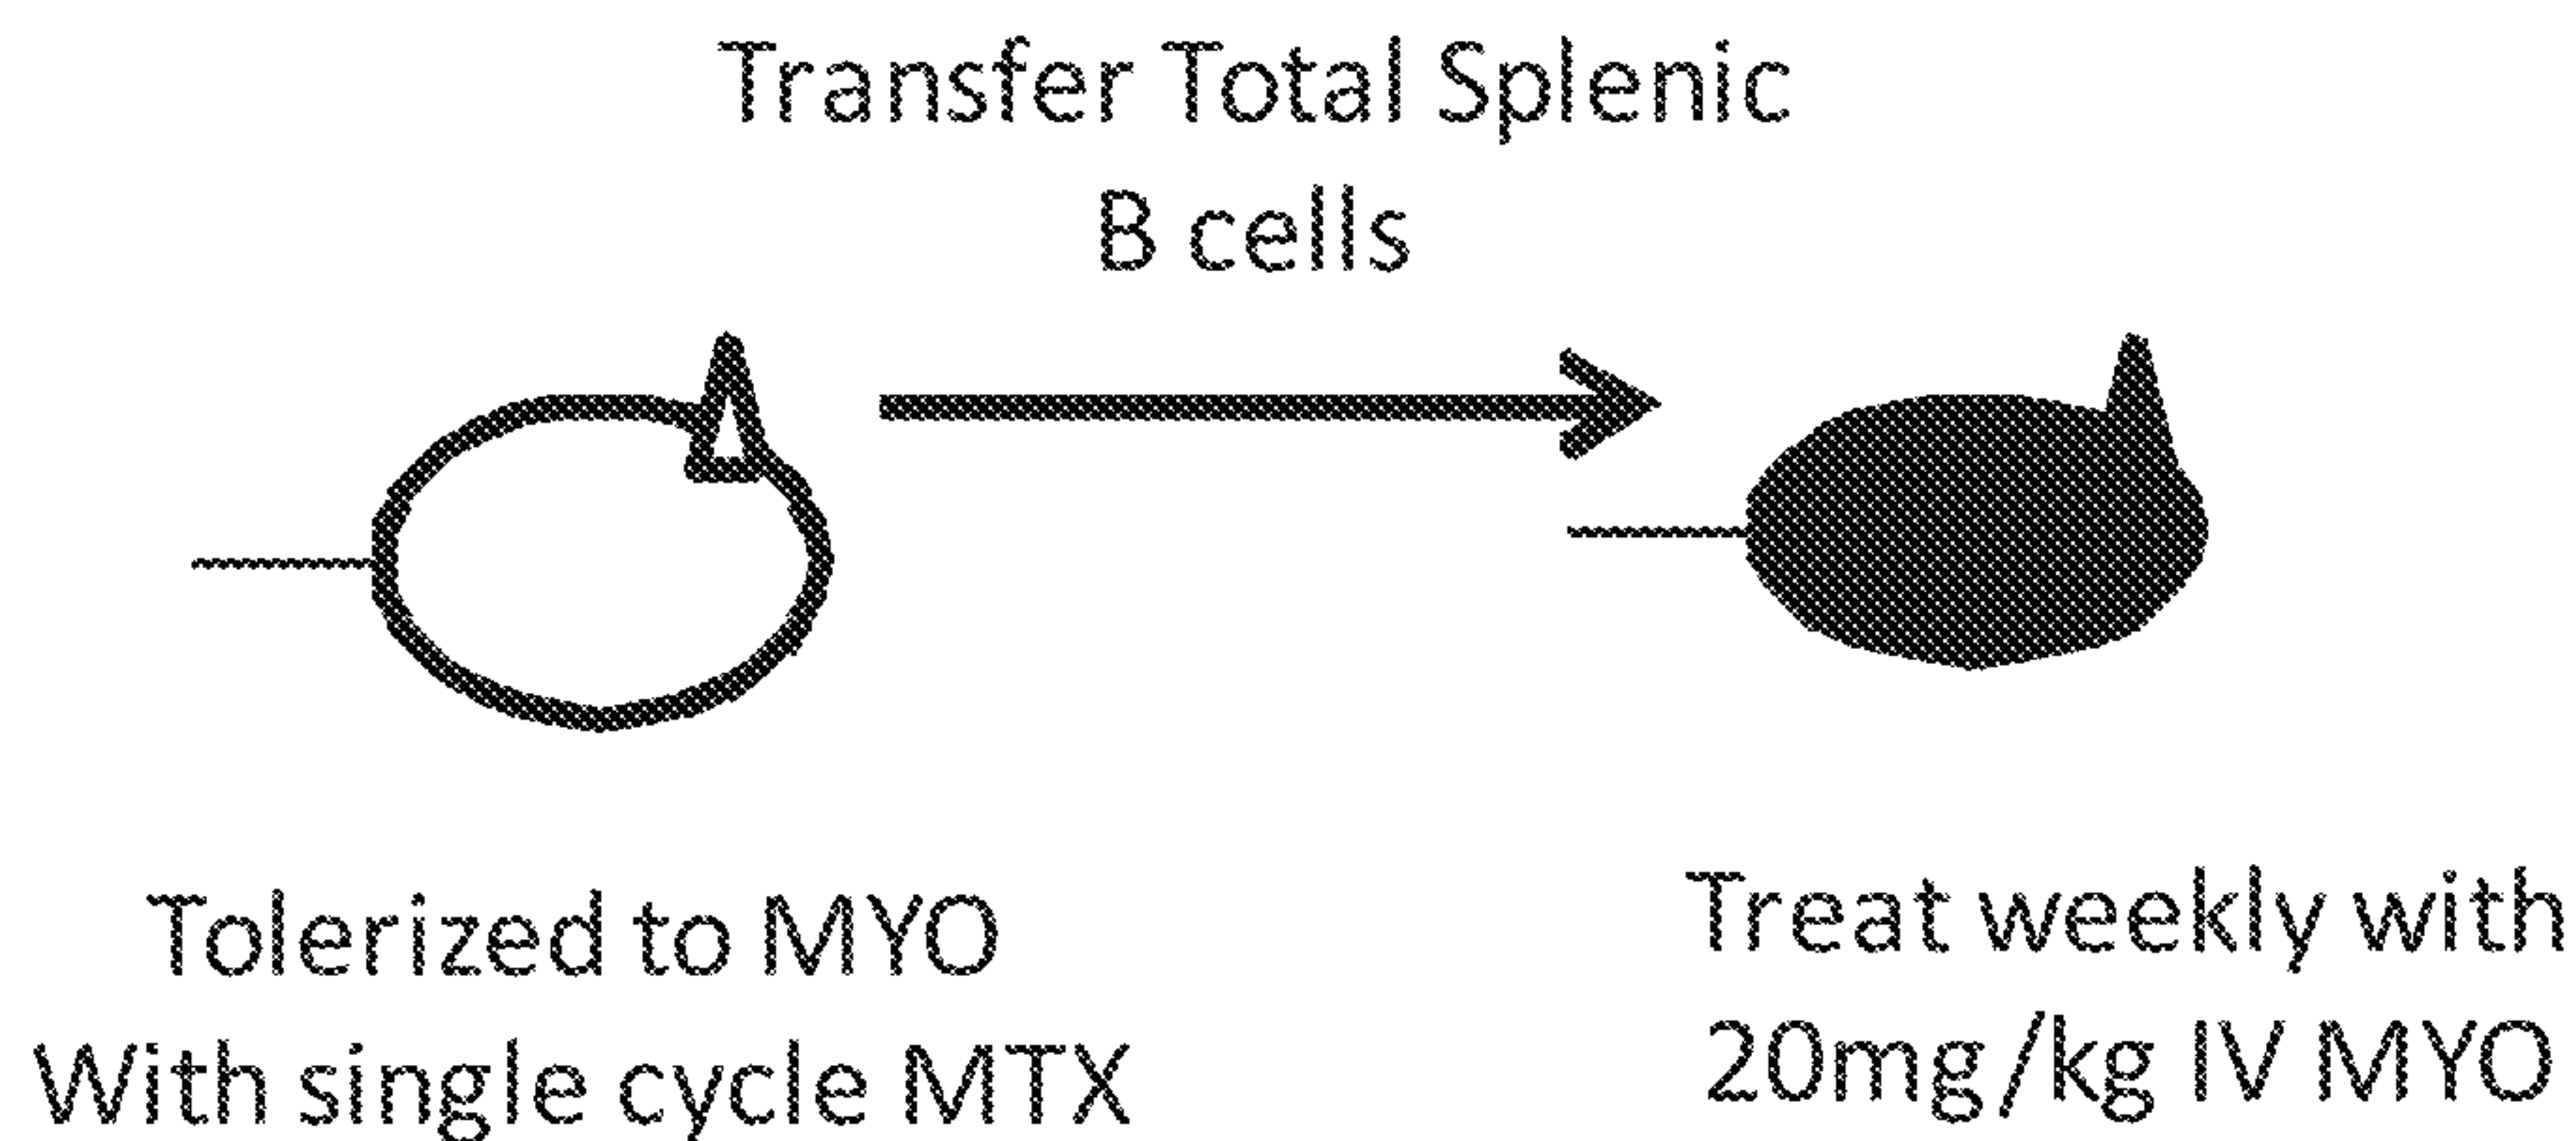 Transfer Total Splenic
B cells
Tolerized to MYO
With single cycle MTX
Treat weekly with
20mg/kg IV MYO